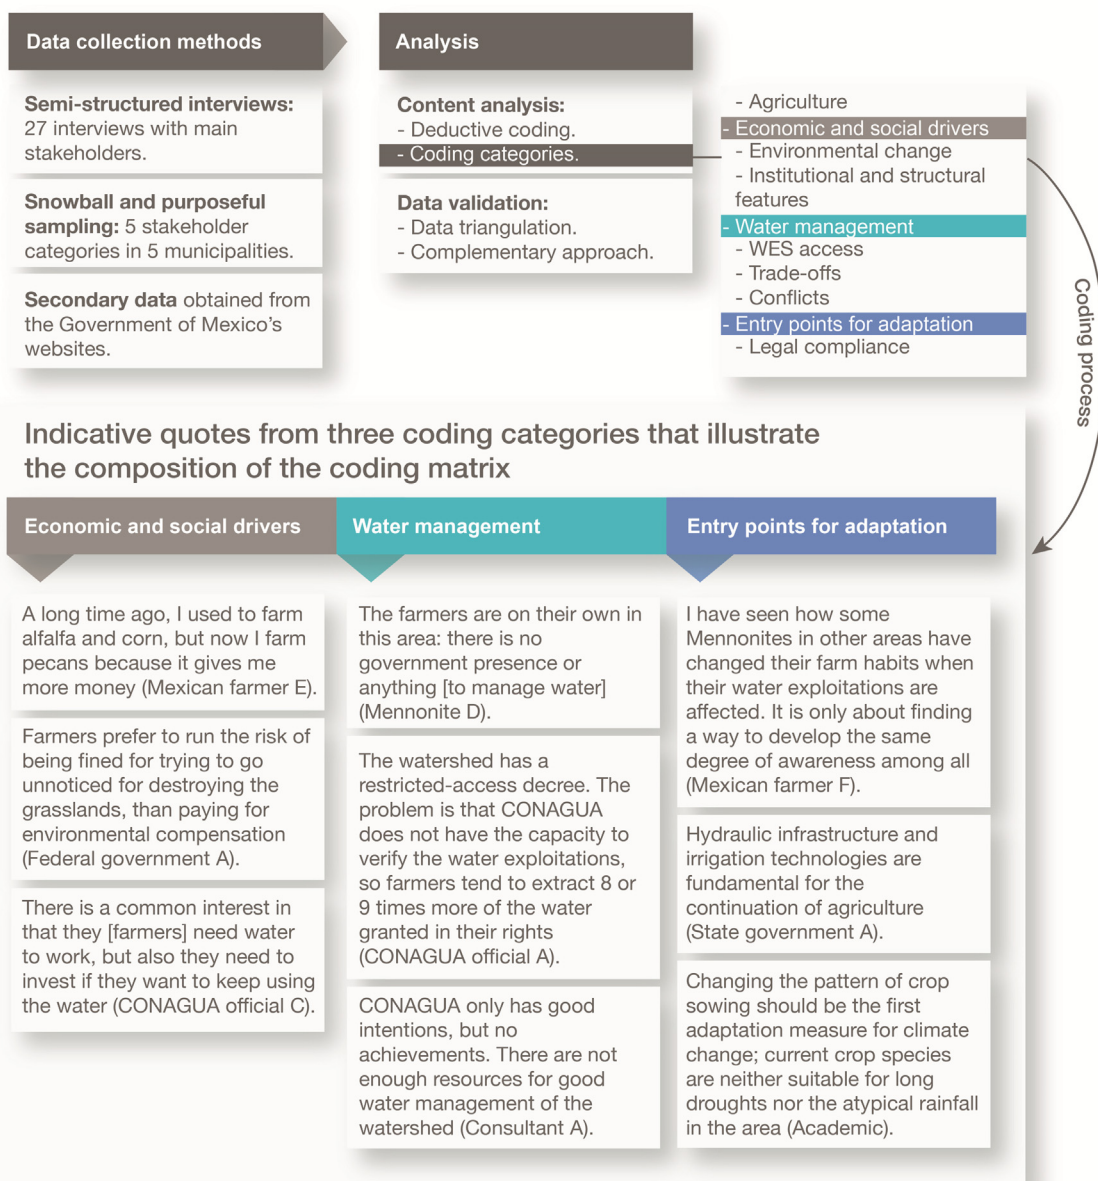 Data collection methods
Semi-structured interviews:
27 interviews with main
stakeholders.
Snowball and purposeful
sampling: 5 stakeholder
categories in 5 municipalities.
Secondary data obtained from
the Government of Mexico's
websites.
Analysis
Content analysis:
- Deductive coding.
- Coding categories.
Data validation:
- Data triangulation.
- Complementary approach.
- Agriculture
- Economic and social drivers
- Environmental change
- Institutional and structural
features
- Water management
- WES access
- Trade-offs
- Conflicts
- Entry points for adaptation
- Legal compliance
Coding process
Indicative quotes from three coding categories that illustrate
the composition of the coding matrix
Economic and social drivers
A long time ago, I used to farm
alfalfa and corn, but now I farm
pecans because it gives me
more money (Mexican farmer E).
Farmers prefer to run the risk of
being fined for trying to go
unnoticed for destroying the
grasslands, than paying for
environmental compensation
(Federal government A).
There is a common interest in
that they [farmers] need water
to work, but also they need to
invest if they want to keep using
the water (CONAGUA official C).
Water management
The farmers are on their own in
this area: there is no
government presence or
anything [to manage water]
(Mennonite D).
The watershed has a
restricted-access decree. The
problem is that CONAGUA
does not have the capacity to
verify the water exploitations,
so farmers tend to extract 8 or
9 times more of the water
granted in their rights
(CONAGUA official A).
CONAGUA only has good
intentions, but no
achievements. There are not
enough resources for good
water management of the
watershed (Consultant A).
Entry points for adaptation
I have seen how some
Mennonites in other areas have
changed their farm habits when
their water exploitations are
affected. It is only about finding
a way to develop the same
degree of awareness among all
(Mexican farmer F).
Hydraulic infrastructure and
irrigation technologies are
fundamental for the
continuation of agriculture
(State government A).
Changing the pattern of crop
sowing should be the first
adaptation measure for climate
change; current crop species
are neither suitable for long
droughts nor the atypical rainfall
in the area (Academic).